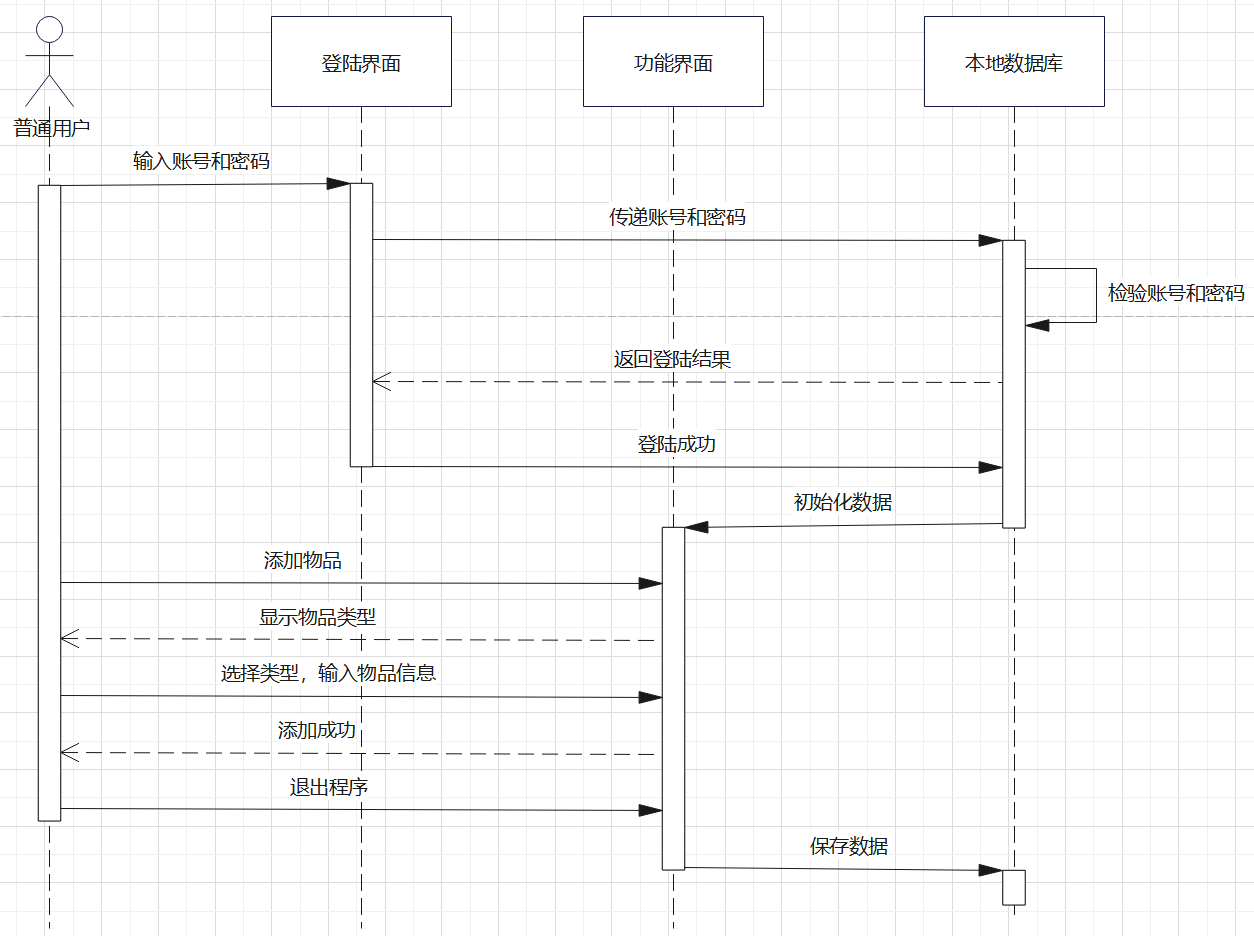 登陆界面
功能界面
本地数据库
普通用户
输入账号和密码
传递账号和密码
检验账号和密码
返回登陆结果
登陆成功
初始化数据
添加物品
显示物品类型
选择类型，输入物品信息
添加成功
退出程序
保存数据